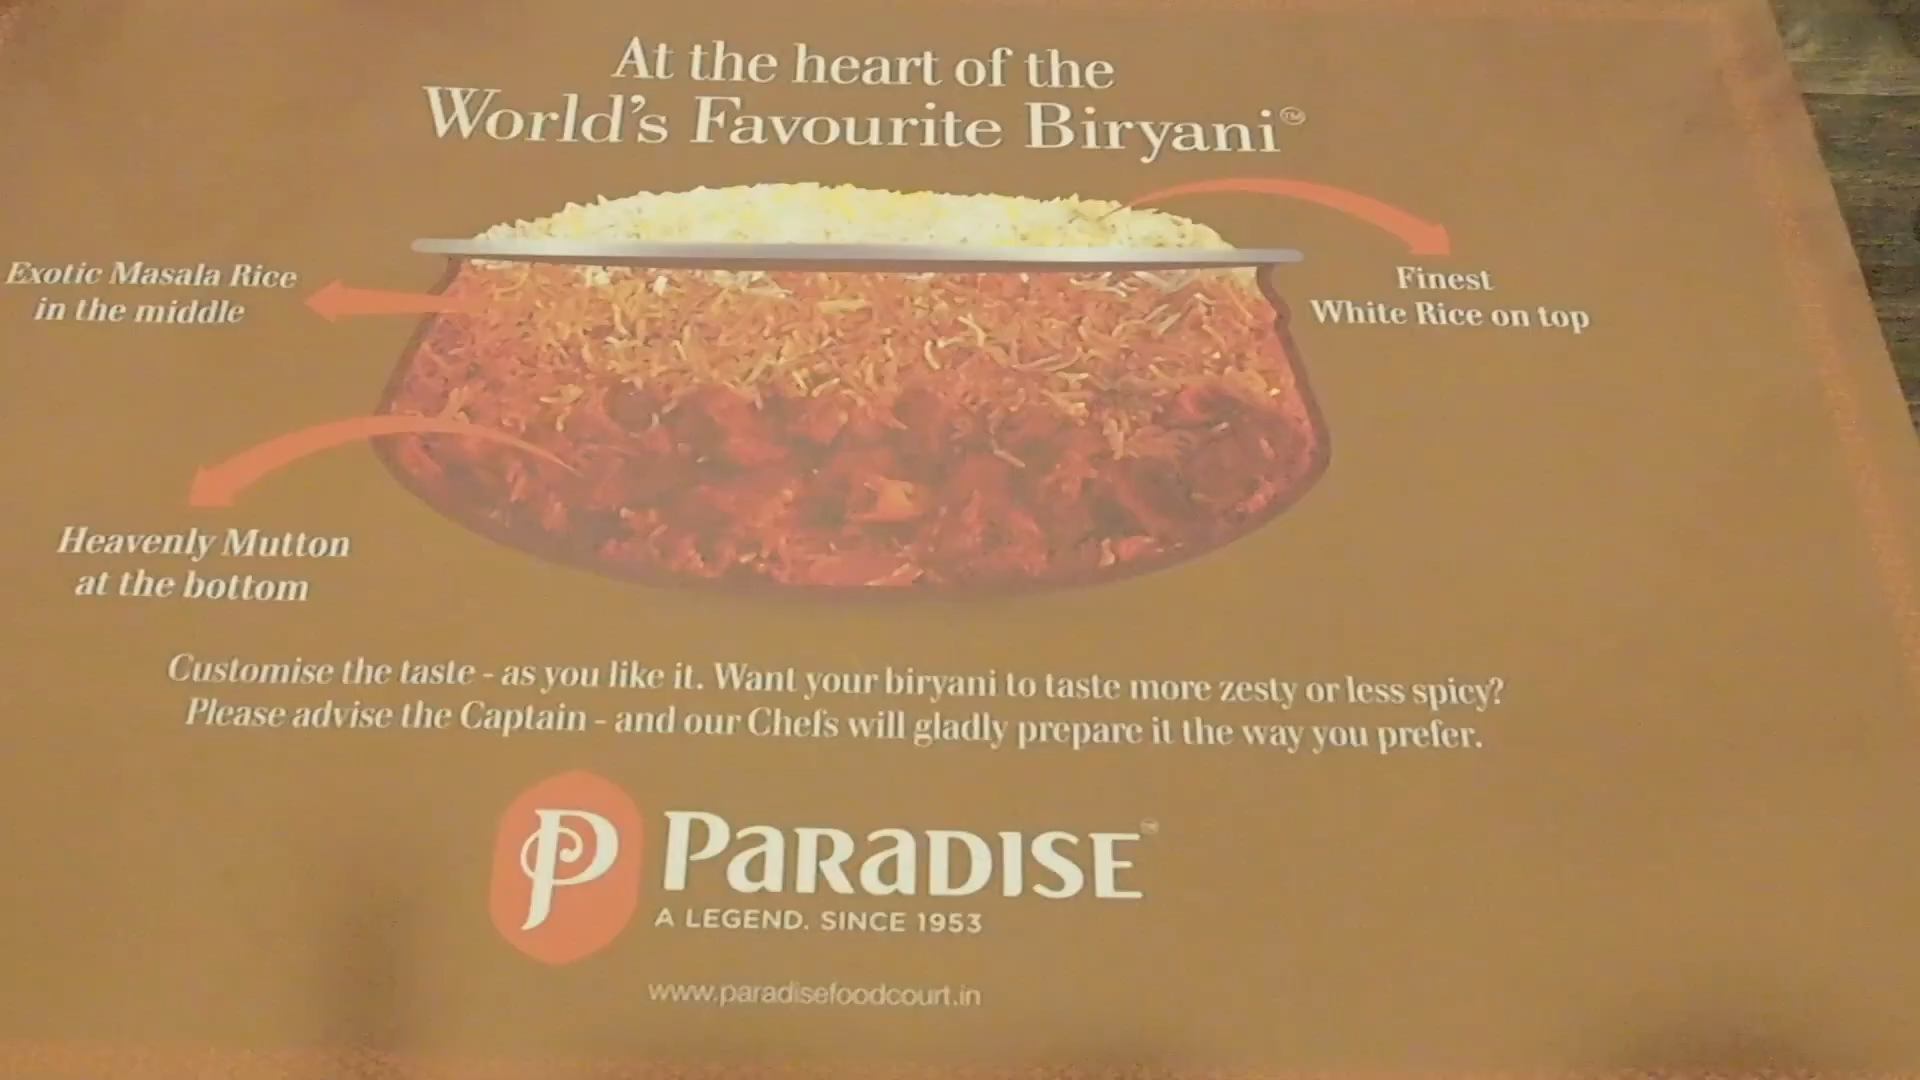 At the heart of the
World's Favourite Biryani™
Exotic Masala Rice
in the middle
Finest
White Rice on top
Heavenly Mutton
at the bottom
Customise the taste - as you like it. Want your biryani to taste more zesty or less spicy?
Please advise the Captain - and our Chefs will gladly prepare it the way you prefer.
P PARADISE™
A LEGEND. SINCE 1953
www.paradisefoodcourt.in